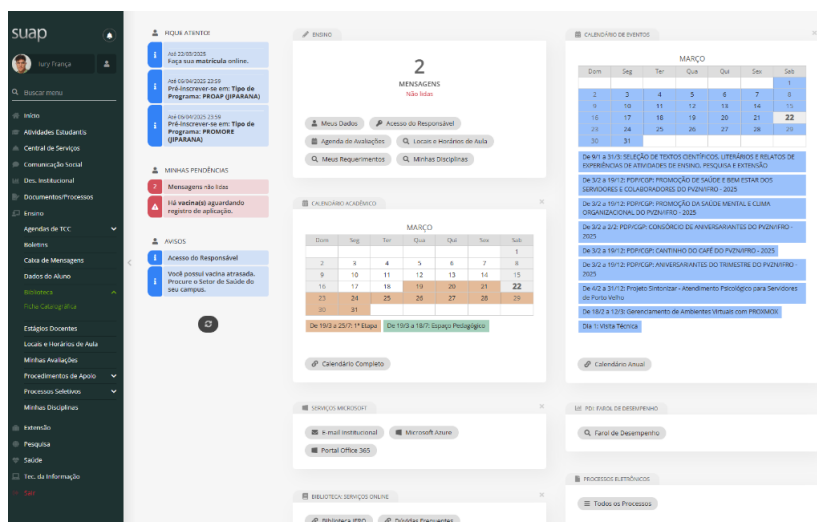 suap
Iury França
Buscar menu
Início
Atividades Estudantis
Central de Serviços
Comunicação Social
Des. Institucional
Documentos/Processos
Ensino
Agendas de TCC
Boletins
Caixa de Mensagens
Dados do Aluno
Biblioteca
Ficha Catalográfica
Estágios Docentes
Locais e Horários de Aula
Minhas Avaliações
Procedimentos de Apoio
Processos Seletivos
Minhas Disciplinas
Extensão
Pesquisa
Saúde
Tec. da Informação
Sair
FIQUE ATENTO!
Até 22/03/2025
Faça sua matrícula online.
Até 03/04/2025 23:59
Pré-inscrever-se em: Tipo de
Programa: PROAP (JIPARANA)
Até 05/04/2025 23:59
Pré-inscrever-se em: Tipo de
Programa: PROMORE
(JIPARANA)
MINHAS PENDÊNCIAS
2 Mensagens não lidas
Há vacina(s) aguardando
registro de aplicação.
AVISOS
Acesso do Responsável
Você possui vacina atrasada.
Procure o Setor de Saúde do
seu campus.
ENSINO
2
MENSAGENS
Não lidas
Meus Dados
Acesso do Responsável
Agenda de Avaliações
Locais e Horários de Aula
Meus Requerimentos
Minhas Disciplinas
CALENDÁRIO ACADÊMICO
MARÇO
Dom Seg Ter Qua Qui Sex Sab
1
2 3 4 5 6 7 8
9 10 11 12 13 14 15
16 17 18 19 20 21 22
23 24 25 26 27 28 29
30 31
De 19/3 a 25/7: 1ª Etapa
De 19/3 a 18/7: Espaço Pedagógico
Calendário Completo
SERVIÇOS MICROSOFT
E-mail Institucional
Microsoft Azure
Portal Office 365
BIBLIOTECA: SERVIÇOS ONLINE
Biblioteca IFRO
Dúvidas Frequentes
CALENDÁRIO DE EVENTOS
MARÇO
Dom Seg Ter Qua Qui Sex Sab
1
2 3 4 5 6 7 8
9 10 11 12 13 14 15
16 17 18 19 20 21 22
23 24 25 26 27 28 29
30 31
De 9/1 a 31/3: SELEÇÃO DE TEXTOS CIENTÍFICOS, LITERÁRIOS E RELATOS DE
EXPERIÊNCIAS DE ATIVIDADES DE ENSINO, PESQUISA E EXTENSÃO
De 3/2 a 19/12: PDP/CGP: PROMOÇÃO DE SAÚDE E BEM ESTAR DOS
SERVIDORES E COLABORADORES DO PVZN/IFRO - 2025
De 3/2 a 19/12: PDP/CGP: PROMOÇÃO DA SAÚDE MENTAL E CLIMA
ORGANIZACIONAL DO PVZN/IFRO - 2025
De 3/2 a 2/2: PDP/CGP: CONSÓRCIO DE ANIVERSARIANTES DO PVZN/IFRO -
2025
De 3/2 a 19/12: PDP/CGP: CANTINHO DO CAFÉ DO PVZN/IFRO - 2025
De 3/2 a 19/12: PDP/CGP: ANIVERSARIANTES DO TRIMESTRE DO PVZN/IFRO -
2025
De 4/2 a 31/12: Projeto Sintonizar - Atendimento Psicológico para Servidores
de Porto Velho
De 18/2 a 12/3: Gerenciamento de Ambientes Virtuais com PROXMOX
Dia 1: Visita Técnica
Calendário Anual
PDI: FAROL DE DESEMPENHO
Farol de Desempenho
PROCESSOS ELETRÔNICOS
Todos os Processos